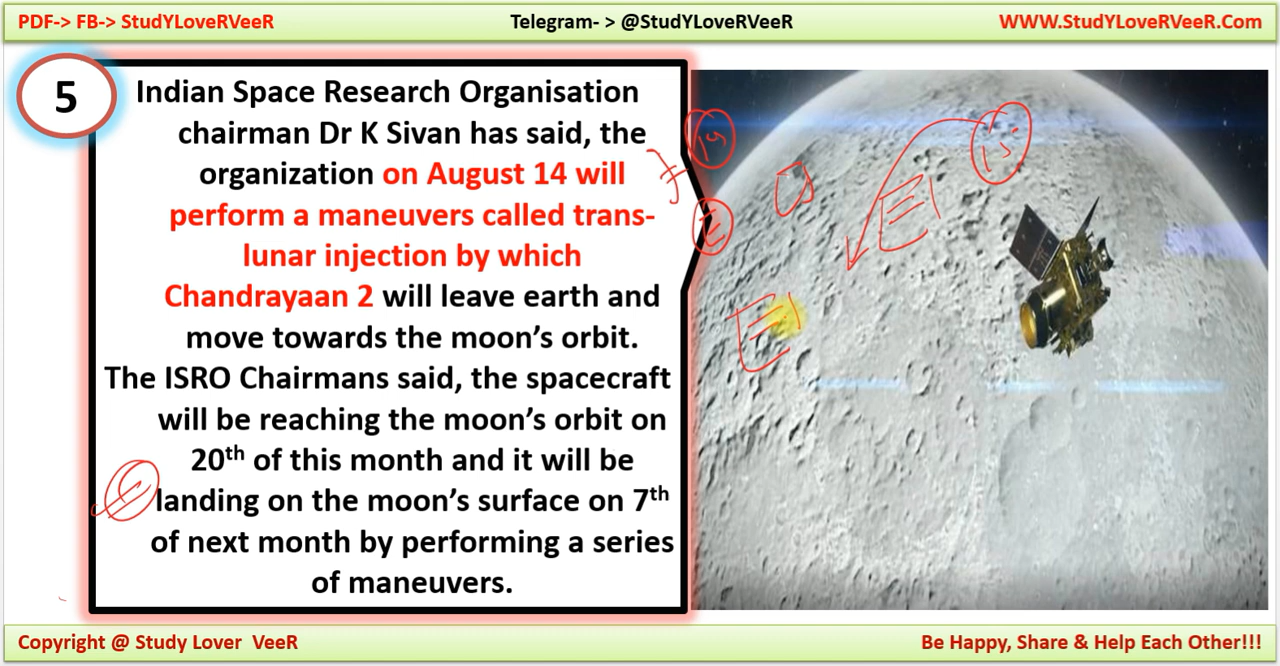 PDF-> FB-> StudYLoveRVeeR
Telegram- > @StudYLoveRVeeR
WWW.StudYLoveRVeeR.Com
5
Indian Space Research Organisation
chairman Dr K Sivan has said, the
organization on August 14 will
perform a maneuvers called trans-
lunar injection by which
Chandrayaan 2 will leave earth and
move towards the moon’s orbit.
The ISRO Chairmans said, the spacecraft
will be reaching the moon’s orbit on
20th of this month and it will be
landing on the moon’s surface on 7th
of next month by performing a series
of maneuvers.
15
Copyright @ Study Lover VeeR
Be Happy, Share & Help Each Other!!!